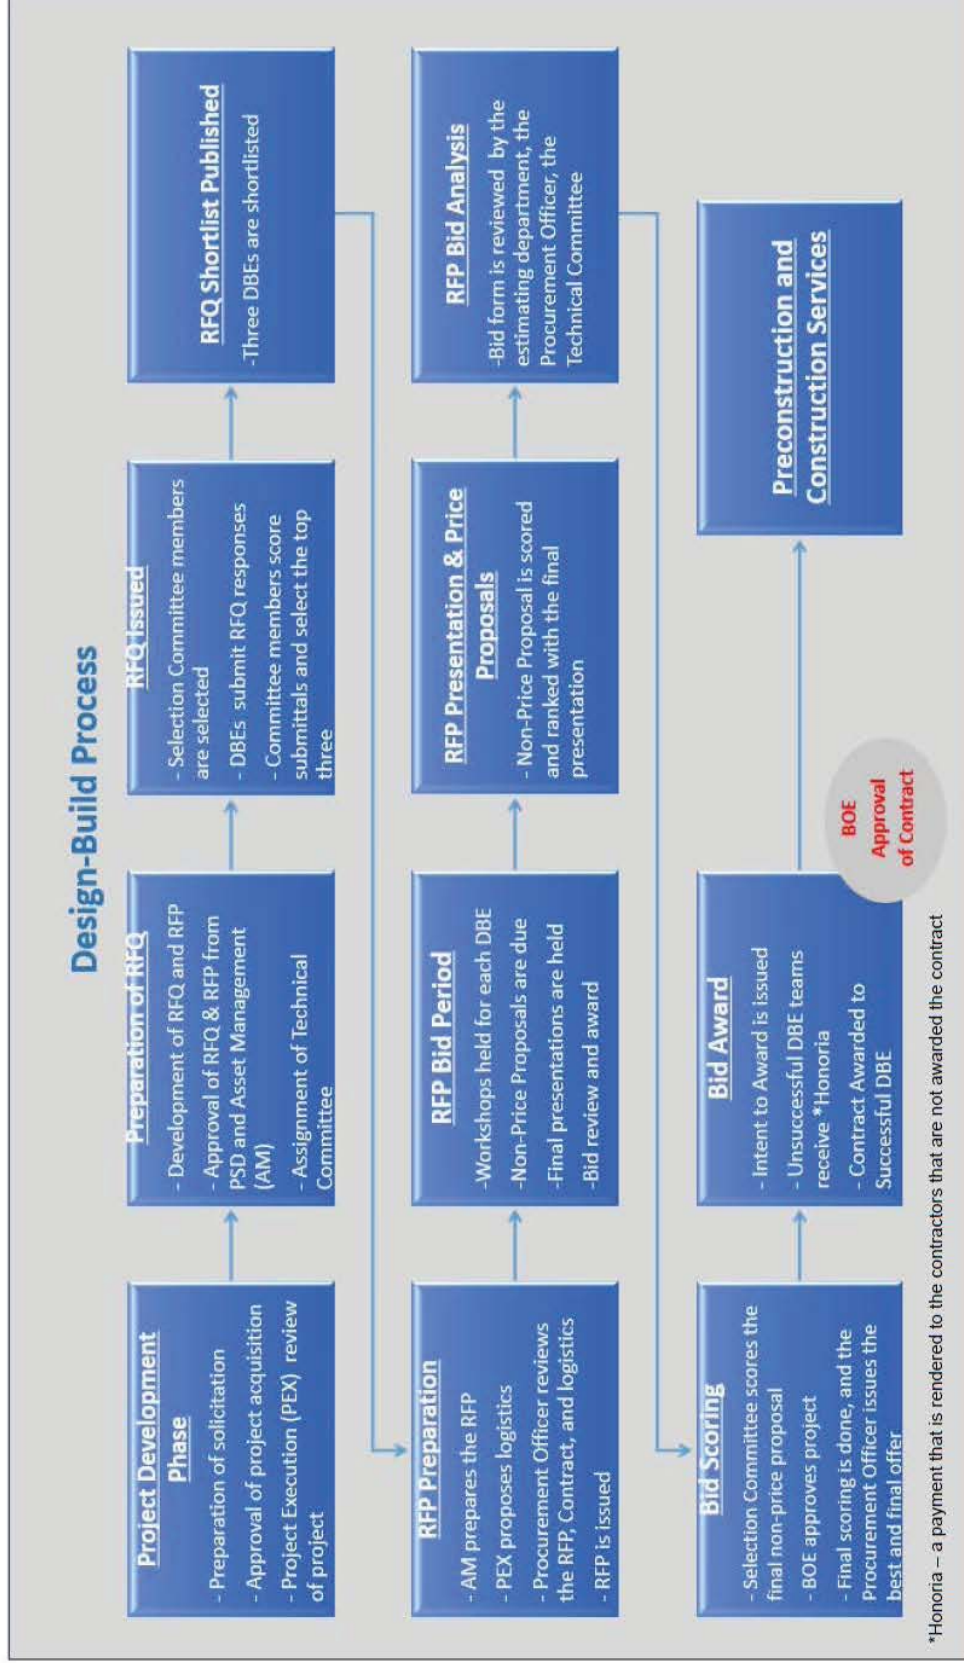 Design-Build Process
Project Development
Phase
- Preparation of solicitation
- Approval of project acquisition
- Project Execution (PEX) review
of project
Preparation of RFQ
- Development of RFQ and RFP
- Approval of RFQ & RFP from
PSD and Asset Management
(AM)
- Assignment of Technical
Committee
RFQ Issued
- Selection Committee members
are selected
- DBEs submit RFQ responses
- Committee members score
submittals and select the top
three
RFQ Shortlist Published
-Three DBEs are shortlisted
RFP Preparation
- AM prepares the RFP
- PEX proposes logistics
- Procurement Officer reviews
the RFP, Contract, and logistics
- RFP is issued
RFP Bid Period
-Workshops held for each DBE
-Non-Price Proposals are due
-Final presentations are held
-Bid review and award
RFP Presentation & Price
Proposals
- Non-Price Proposal is scored
and ranked with the final
presentation
RFP Bid Analysis
-Bid form is reviewed by the
estimating department, the
Procurement Officer, the
Technical Committee
Bid Scoring
- Selection Committee scores the
final non-price proposal
- BOE approves project
- Final scoring is done, and the
Procurement Officer issues the
best and final offer
Bid Award
- Intent to Award is issued
- Unsuccessful DBE teams
receive *Honoria
- Contract Awarded to
Successful DBE
BOE
Approval
of Contract
Preconstruction and
Construction Services
*Honoria – a payment that is rendered to the contractors that are not awarded the contract